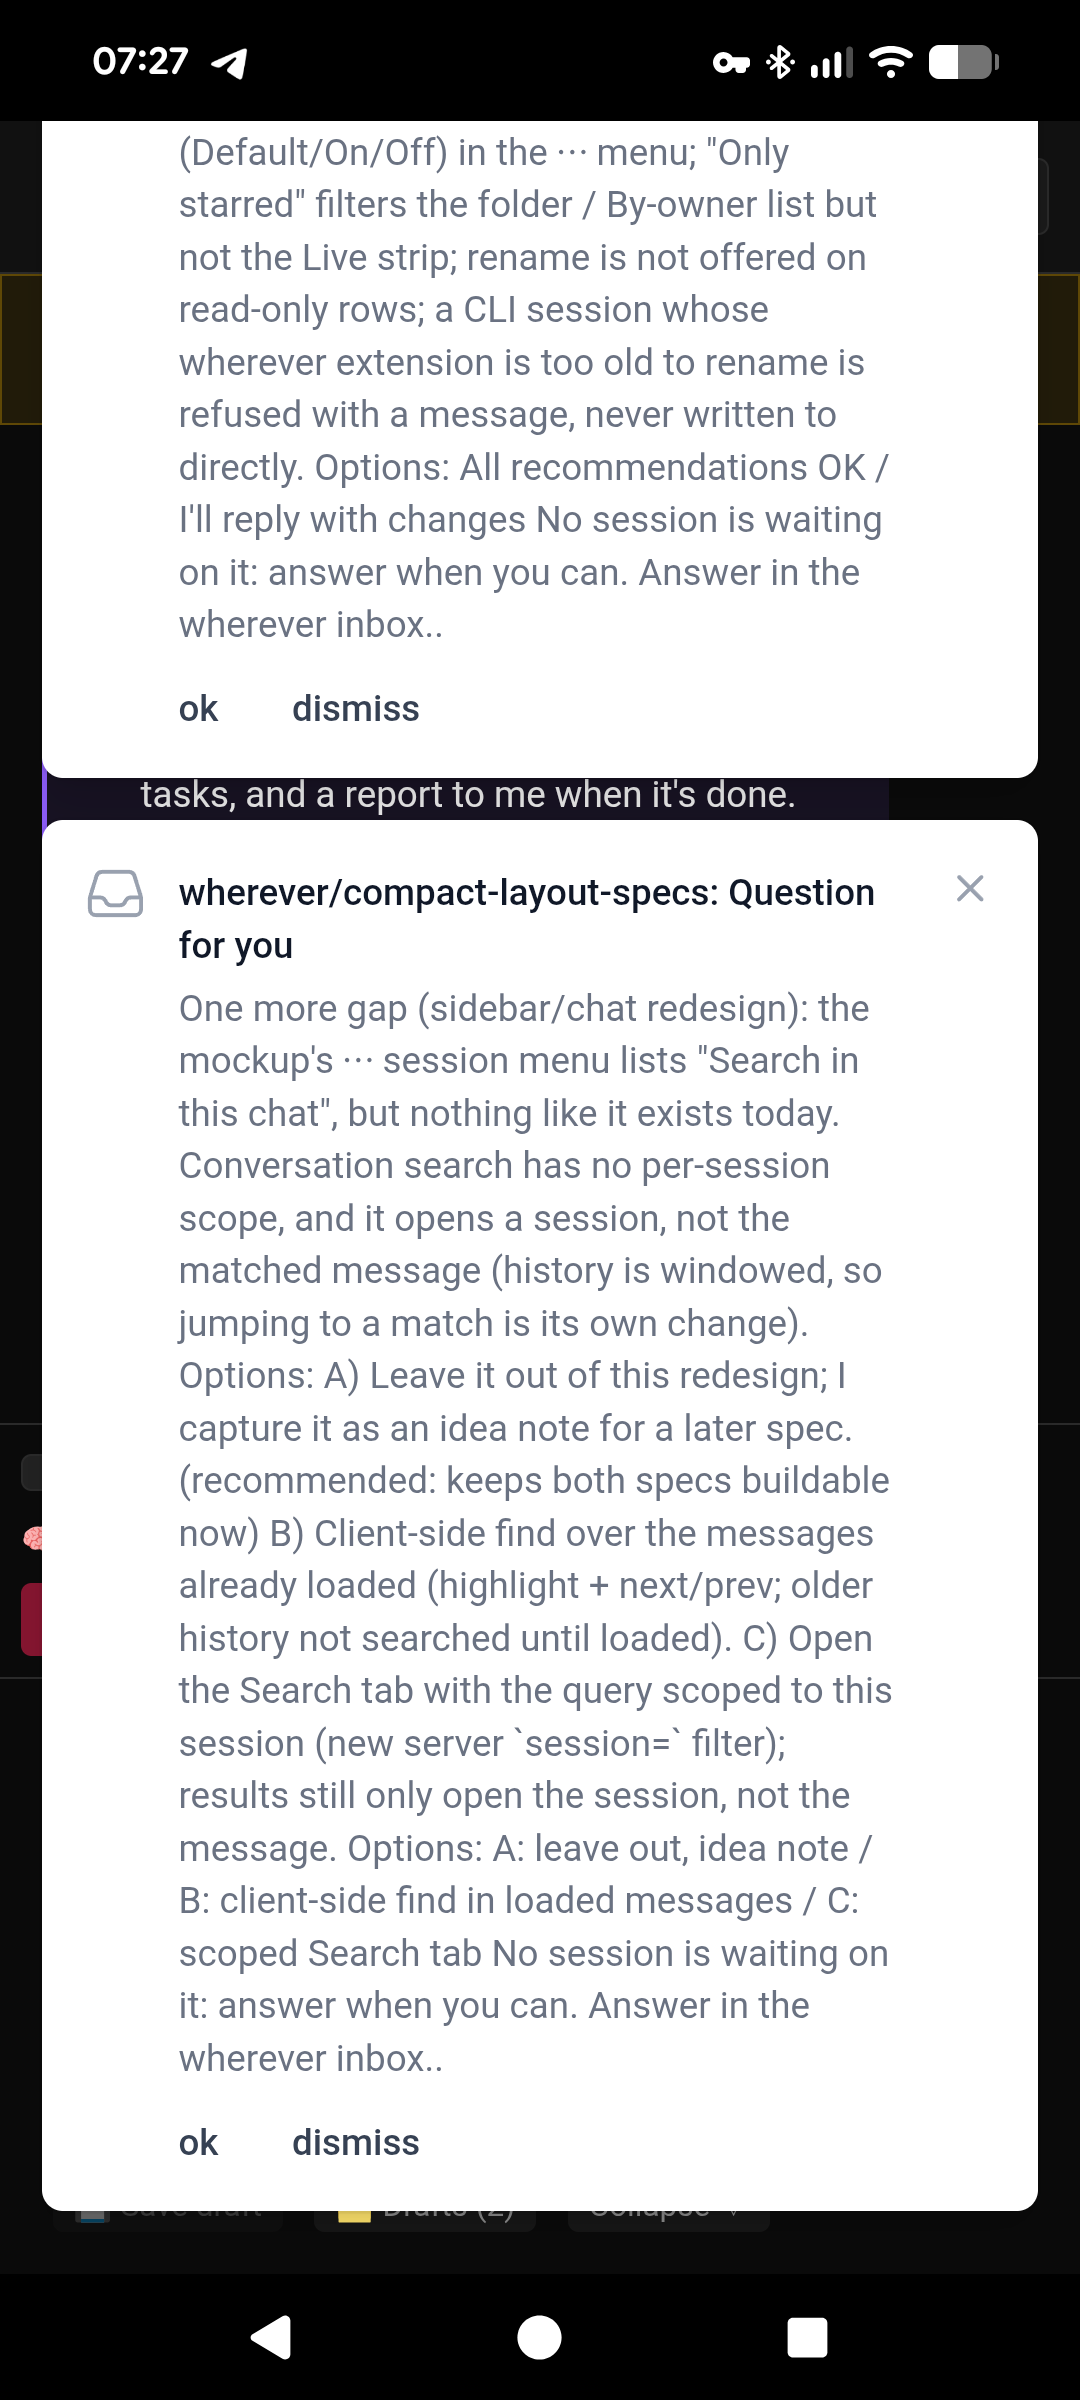 07:27
(Default/On/Off) in the ··· menu; "Only
starred" filters the folder / By-owner list but
not the Live strip; rename is not offered on
read-only rows; a CLI session whose
wherever extension is too old to rename is
refused with a message, never written to
directly. Options: All recommendations OK /
I'll reply with changes No session is waiting
on it: answer when you can. Answer in the
wherever inbox..
ok dismiss
tasks, and a report to me when it's done.
wherever/compact-layout-specs: Question
for you
One more gap (sidebar/chat redesign): the
mockup's ··· session menu lists "Search in
this chat", but nothing like it exists today.
Conversation search has no per-session
scope, and it opens a session, not the
matched message (history is windowed, so
jumping to a match is its own change).
Options: A) Leave it out of this redesign; I
capture it as an idea note for a later spec.
(recommended: keeps both specs buildable
now) B) Client-side find over the messages
already loaded (highlight + next/prev; older
history not searched until loaded). C) Open
the Search tab with the query scoped to this
session (new server `session=` filter);
results still only open the session, not the
message. Options: A: leave out, idea note /
B: client-side find in loaded messages / C:
scoped Search tab No session is waiting on
it: answer when you can. Answer in the
wherever inbox..
ok dismiss
Save draft Drafts (2) Collapse